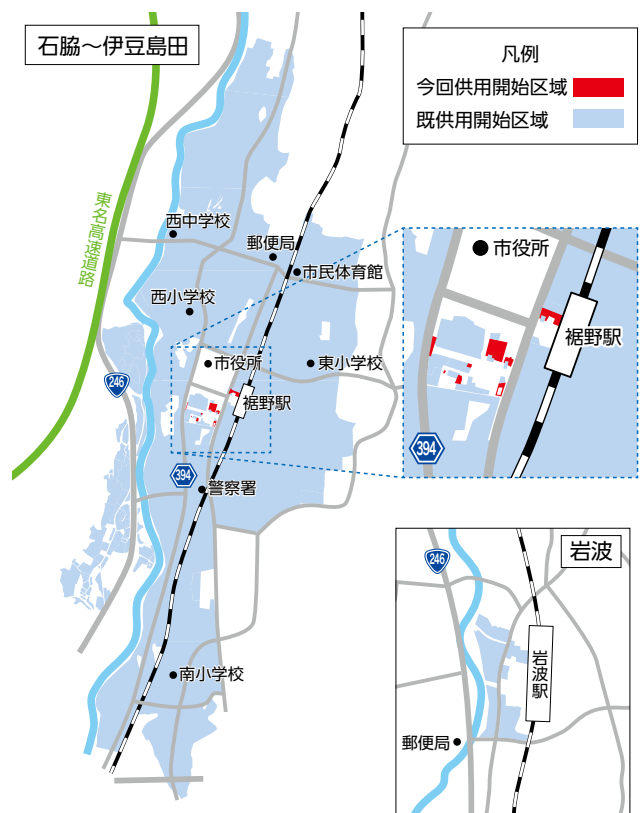 石脇～伊豆島田
凡例
今回供用開始区域
既供用開始区域
東名高速道路
西中学校
郵便局
市民体育館
西小学校
市役所
東小学校
246
裾野駅
394
警察署
南小学校
市役所
裾野駅
394
岩波
246
岩波駅
郵便局